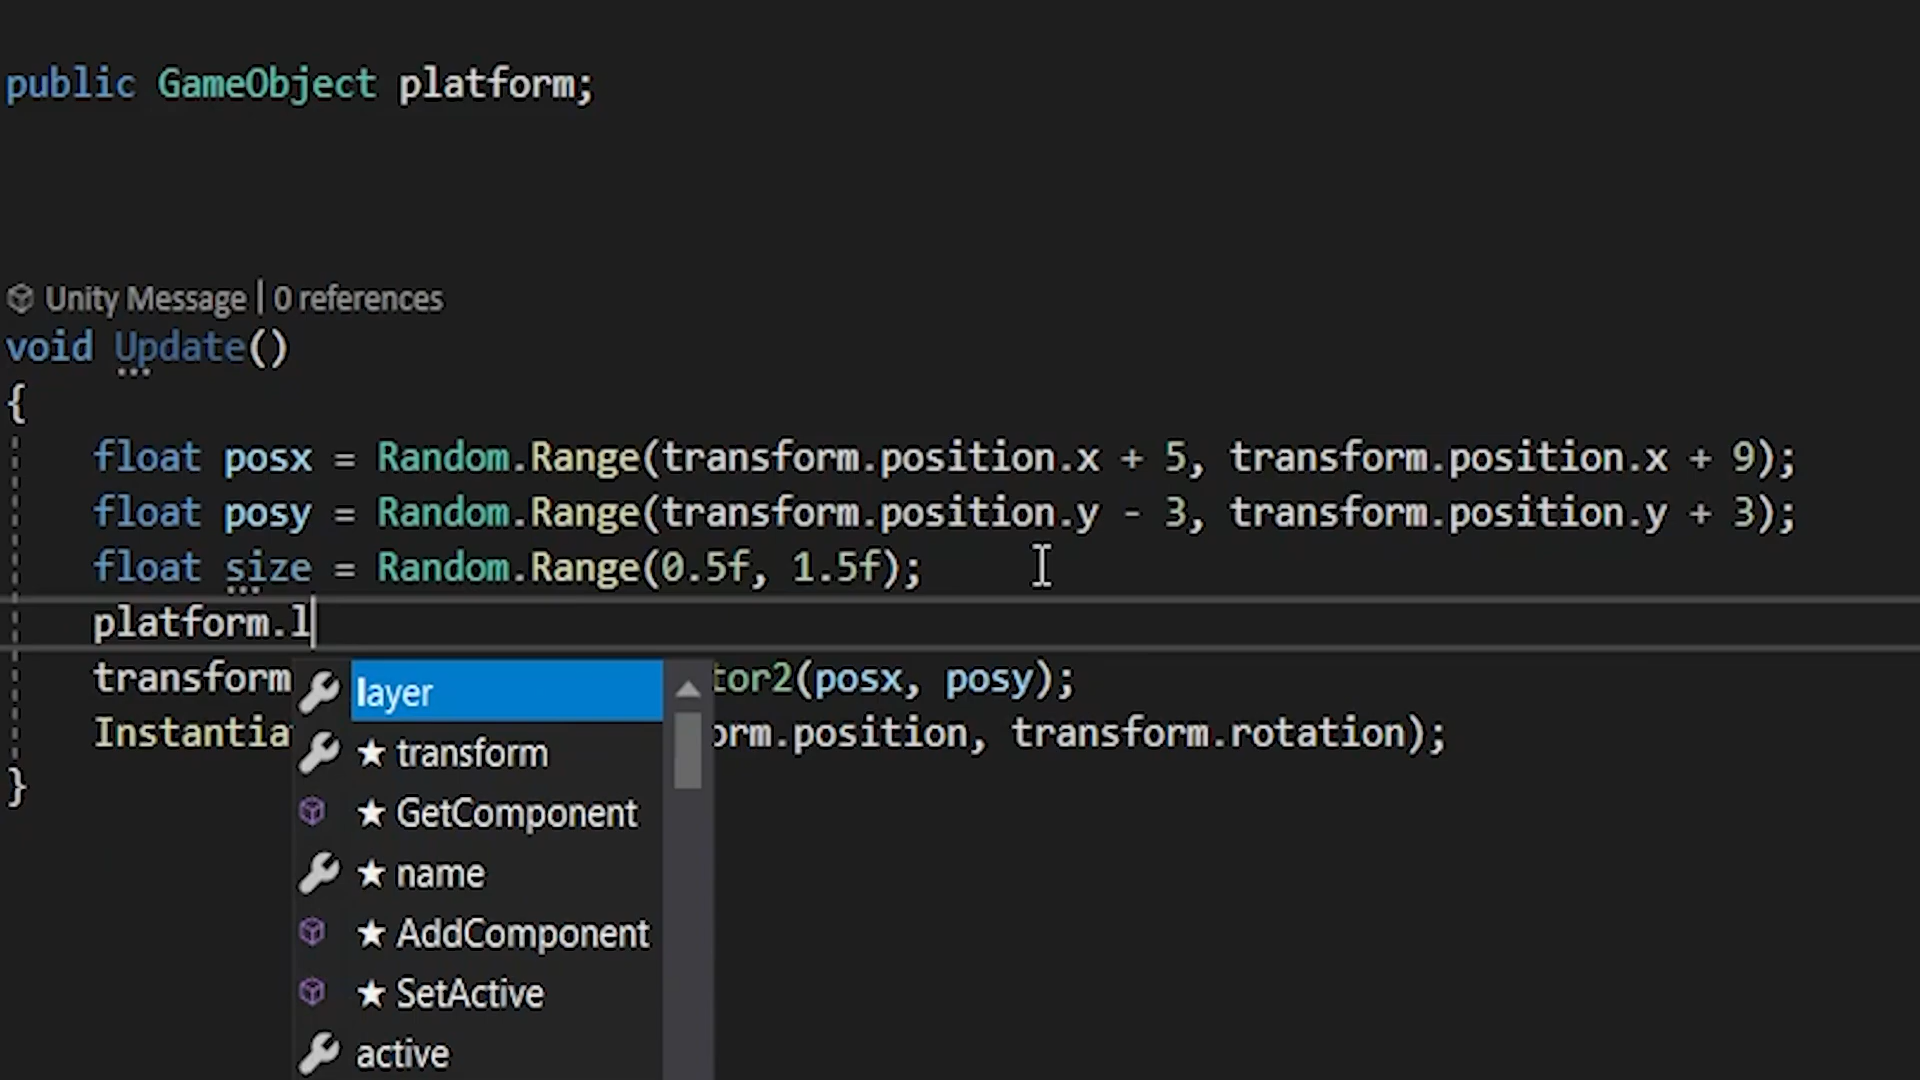 public GameObject platform;
Unity Message | 0 references
void Update()
{
float posx = Random.Range(transform.position.x + 5, transform.position.x + 9);
float posy = Random.Range(transform.position.y - 3, transform.position.y + 3);
float size = Random.Range(0.5f, 1.5f);
platform.l
transform tor2(posx, posy);
Instantia orm.position, transform.rotation);
}
layer
★ transform
★ GetComponent
★ name
★ AddComponent
★ SetActive
active